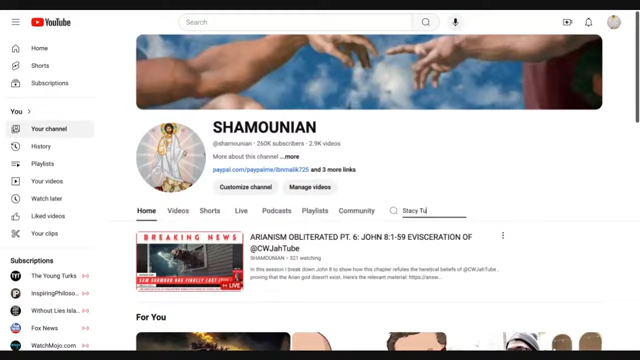 YouTube
Search
Home
Shorts
Subscriptions
You
Your channel
History
Playlists
Your videos
Watch later
Liked videos
Your clips
Subscriptions
The Young Turks
InspiringPhiloso...
Without Lies Isla...
Fox News
WatchMojo.com
SHAMOUNIAN
@shamounian · 260K subscribers · 2.9K videos
More about this channel ...more
paypal.com/paypalme/ibnmalik725 and 3 more links
Customize channel Manage videos
Home Videos Shorts Live Podcasts Playlists Community Stacy Tu
BREAKING NEWS
SAM SHAMOUN HAS FINALLY LOST
LIVE
ARIANISM OBLITERATED PT. 6: JOHN 8:1-59 EVISCERATION OF
@CWJahTube
SHAMOUNIAN · 321 watching
In this session I break down John 8 to show how this chapter refutes the heretical beliefs of @CWJahTube ,
proving that the Arian god doesn't exist. Here's the relevant material: https://answ...
For You